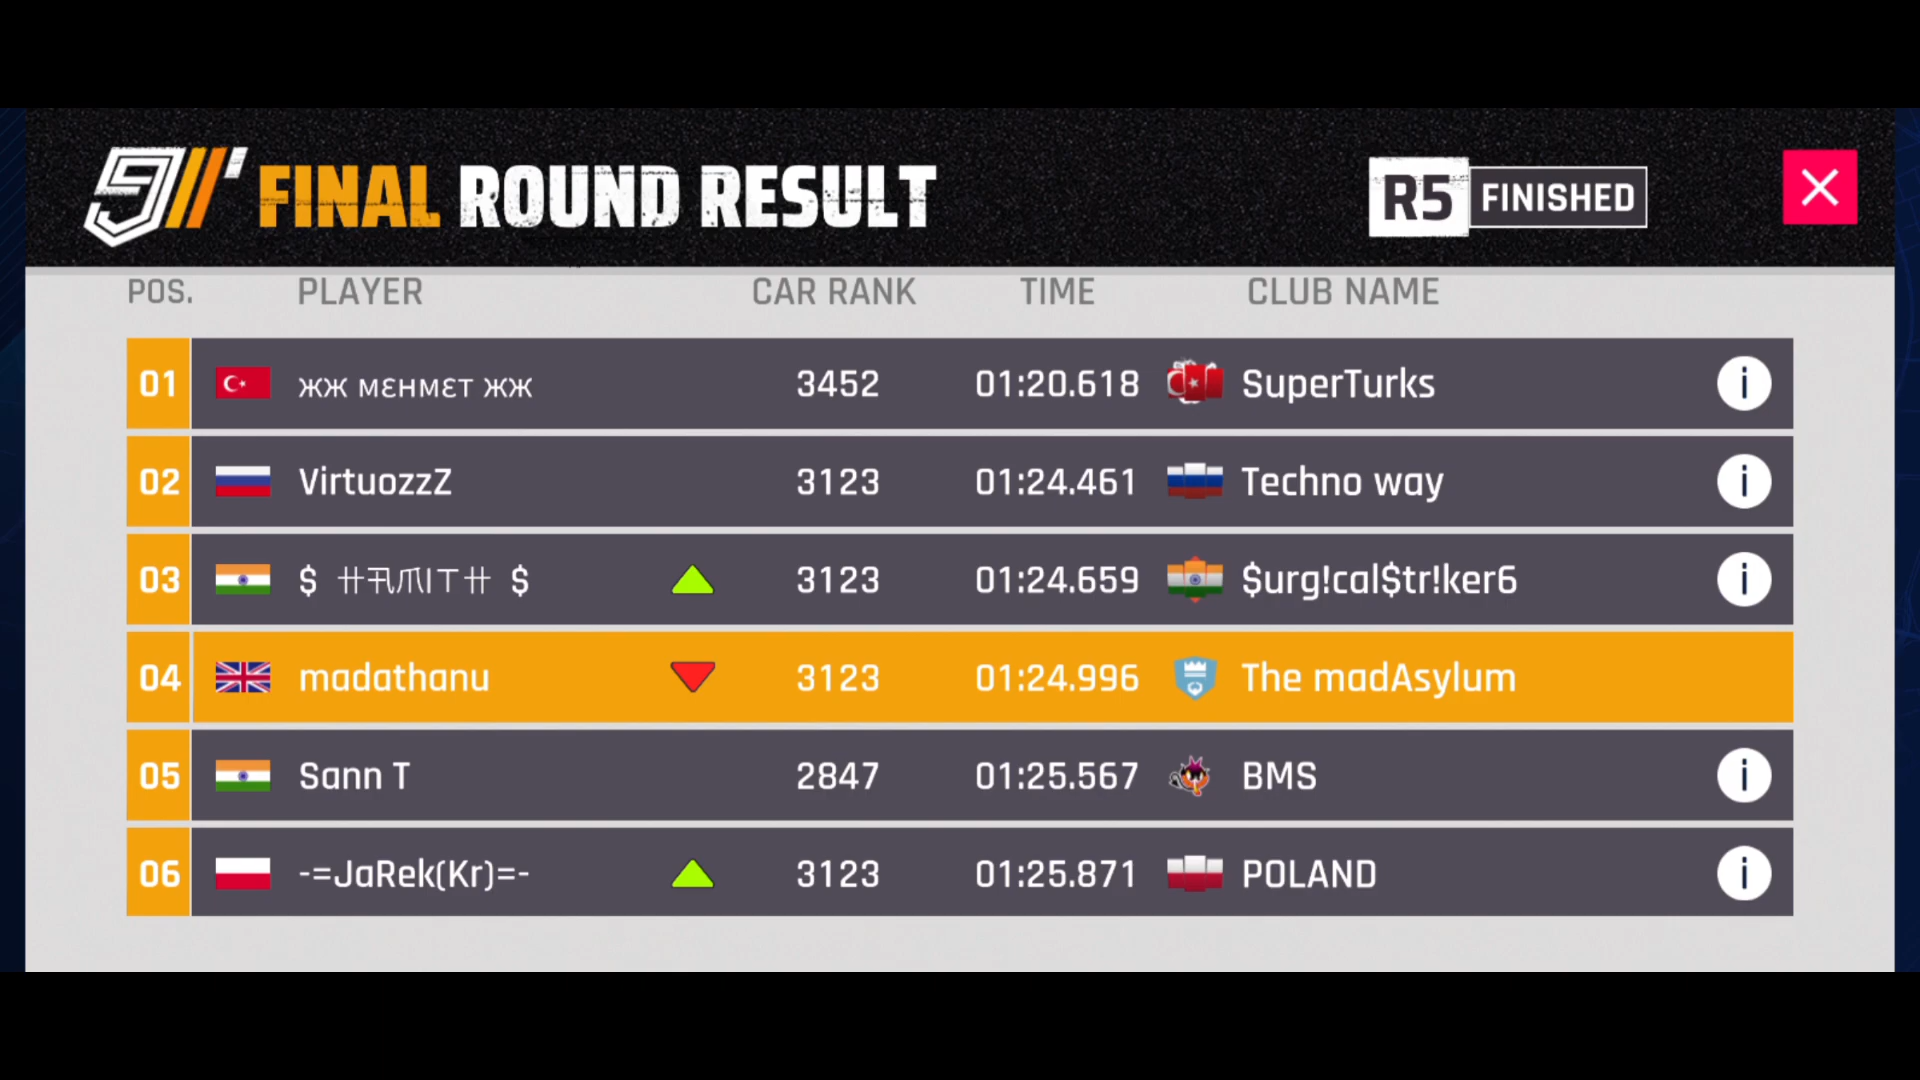 FINAL ROUND RESULT
R5 FINISHED
POS. PLAYER CAR RANK TIME CLUB NAME
01 жж мεнмεт жж 3452 01:20.618 SuperTurks
02 VirtuozzZ 3123 01:24.461 Techno way
03 $ $ 3123 01:24.659 $urg!cal$tr!ker6
04 madathanu 3123 01:24.996 The madAsylum
05 Sann T 2847 01:25.567 BMS
06 -=JaRek(Kr)=- 3123 01:25.871 POLAND